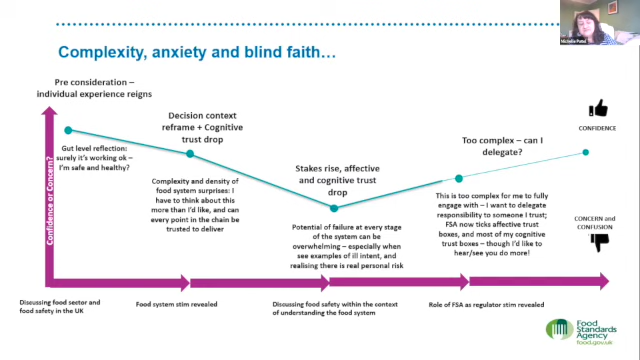 Complexity, anxiety and blind faith…
Pre consideration –
individual experience reigns
Gut level reflection:
surely it's working ok –
I'm safe and healthy?
Decision context
reframe + Cognitive
trust drop
Complexity and density of
food system surprises: I
have to think about this
more than I'd like, and can
every point in the chain be
trusted to deliver
Stakes rise, affective
and cognitive trust
drop
Potential of failure at every stage
of the system can be
overwhelming – especially when
see examples of ill intent, and
realising there is real personal risk
Too complex – can I
delegate?
This is too complex for me to fully
engage with – I want to delegate
responsibility to someone I trust;
FSA now ticks affective trust
boxes, and most of my cognitive
trust boxes – though I'd like to
hear/see you do more!
CONFIDENCE
CONCERN and
CONFUSION
Confidence or Concern?
Discussing food sector and
food safety in the UK
Food system stim revealed
Discussing food safety within the context
of understanding the food system
Role of FSA as regulator stim revealed
Food
Standards
Agency
food.gov.uk
Michelle Patel